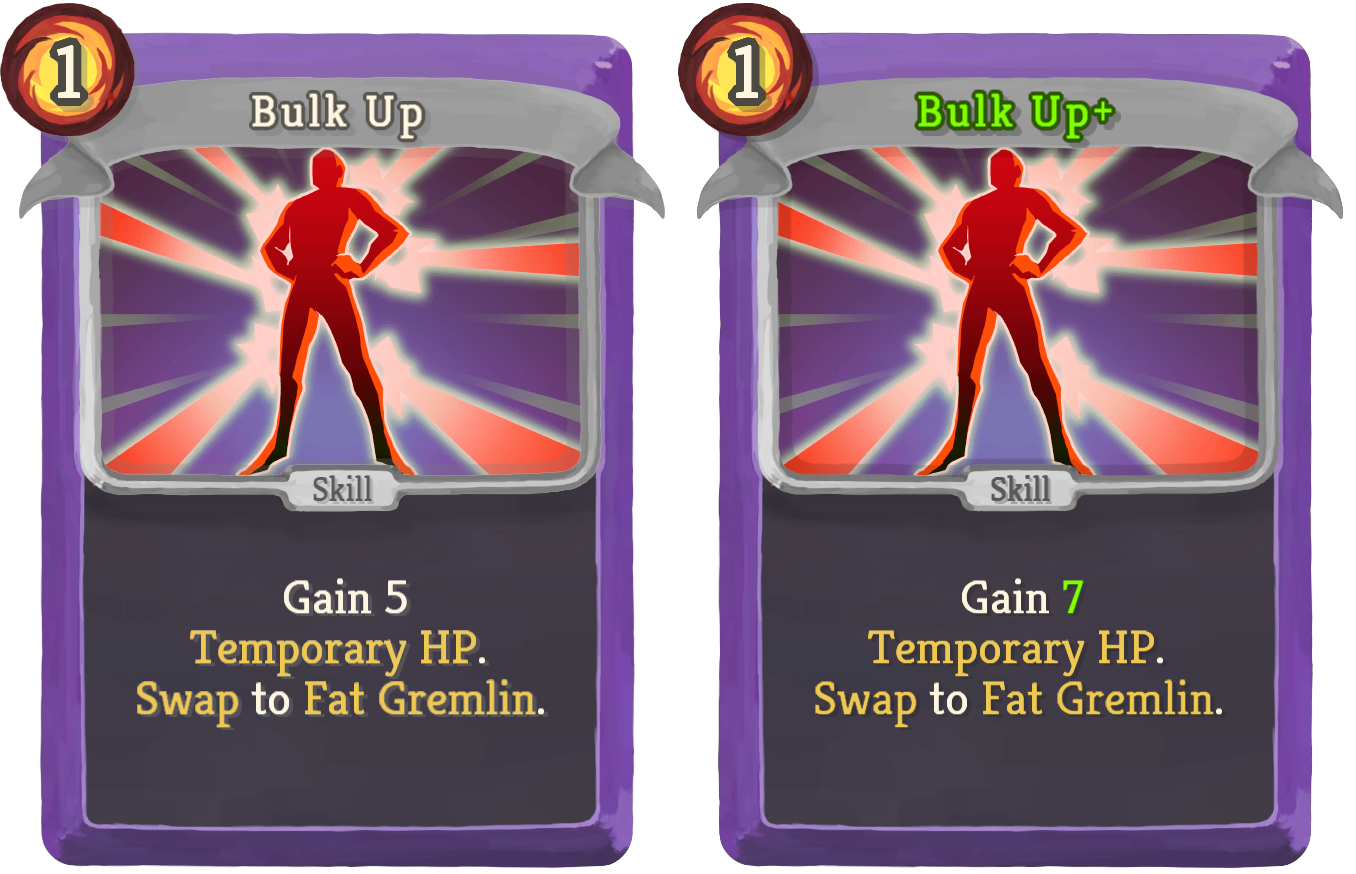 1
Bulk Up
Skill
Gain 5
Temporary HP.
Swap to Fat Gremlin.
1
Bulk Up+
Skill
Gain 7
Temporary HP.
Swap to Fat Gremlin.